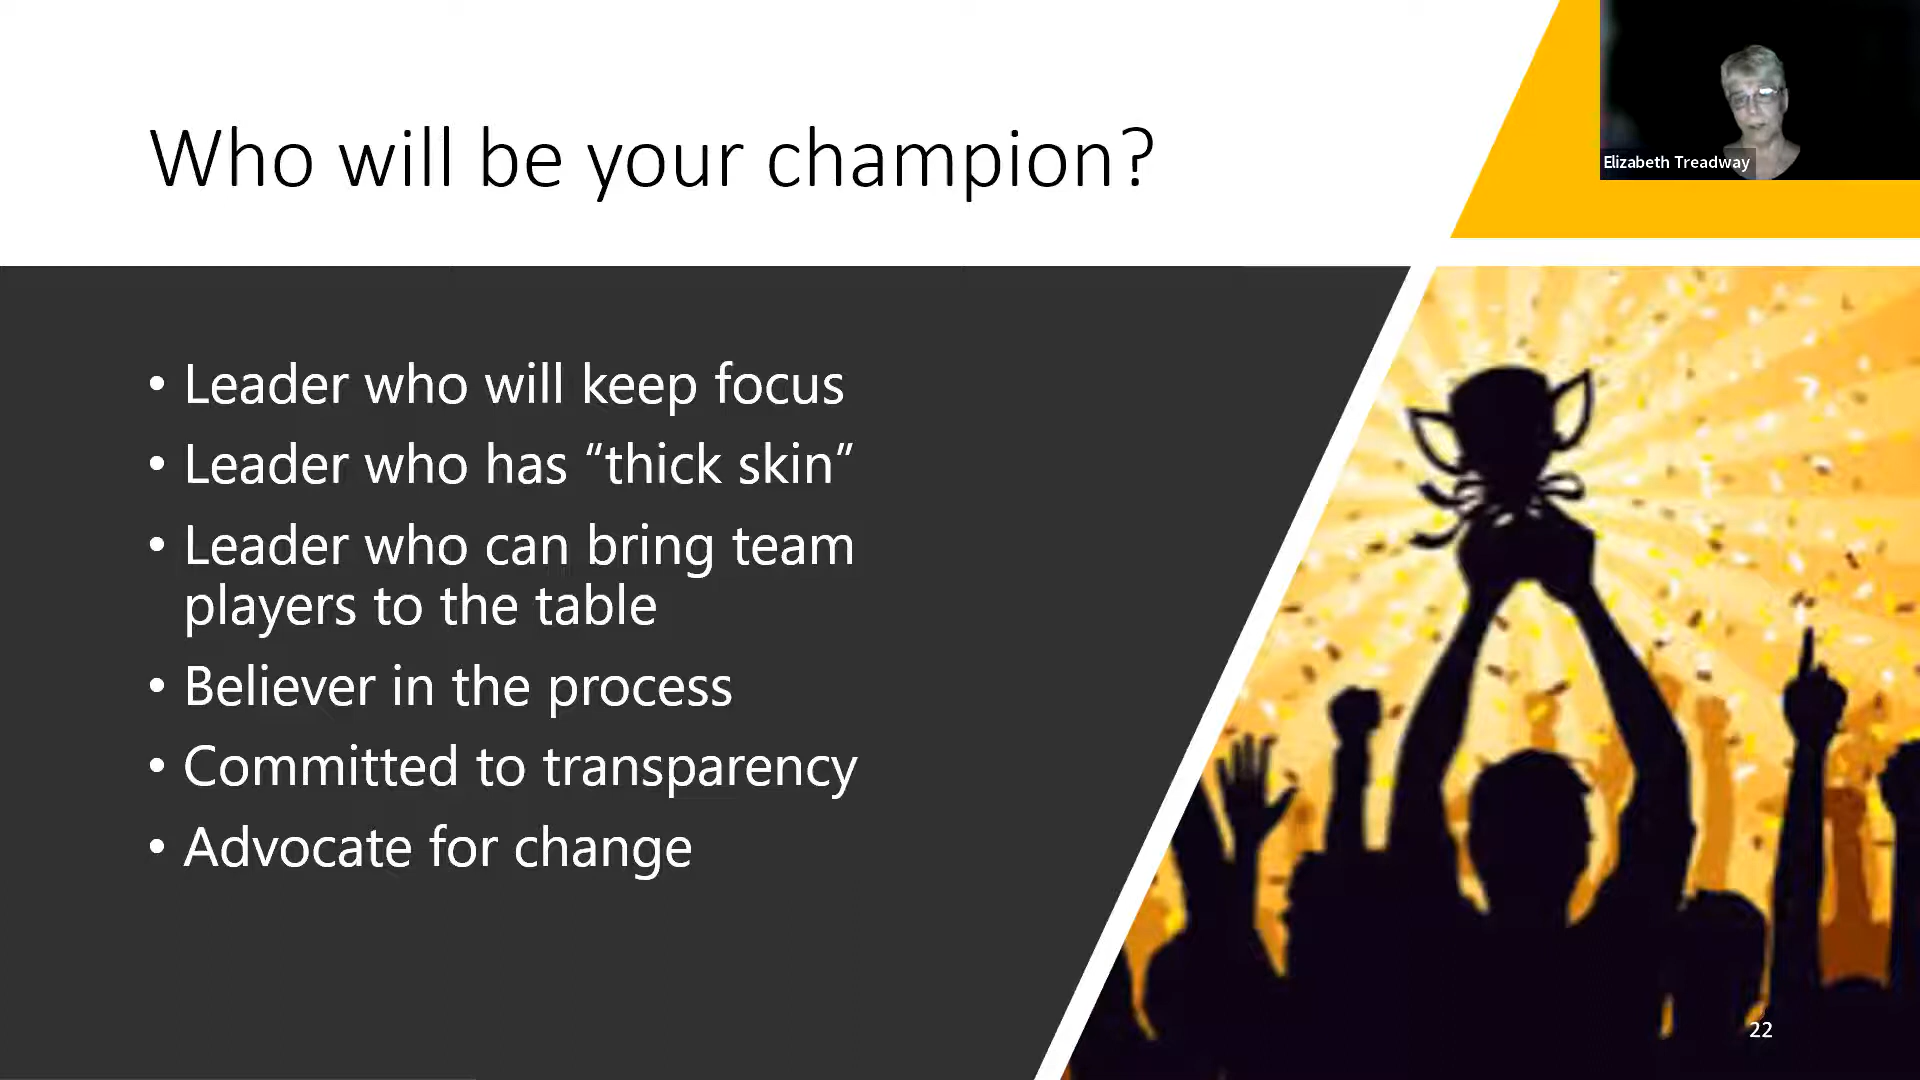 Who will be your champion?
Elizabeth Treadway
• Leader who will keep focus
• Leader who has “thick skin”
• Leader who can bring team
players to the table
• Believer in the process
• Committed to transparency
• Advocate for change
22